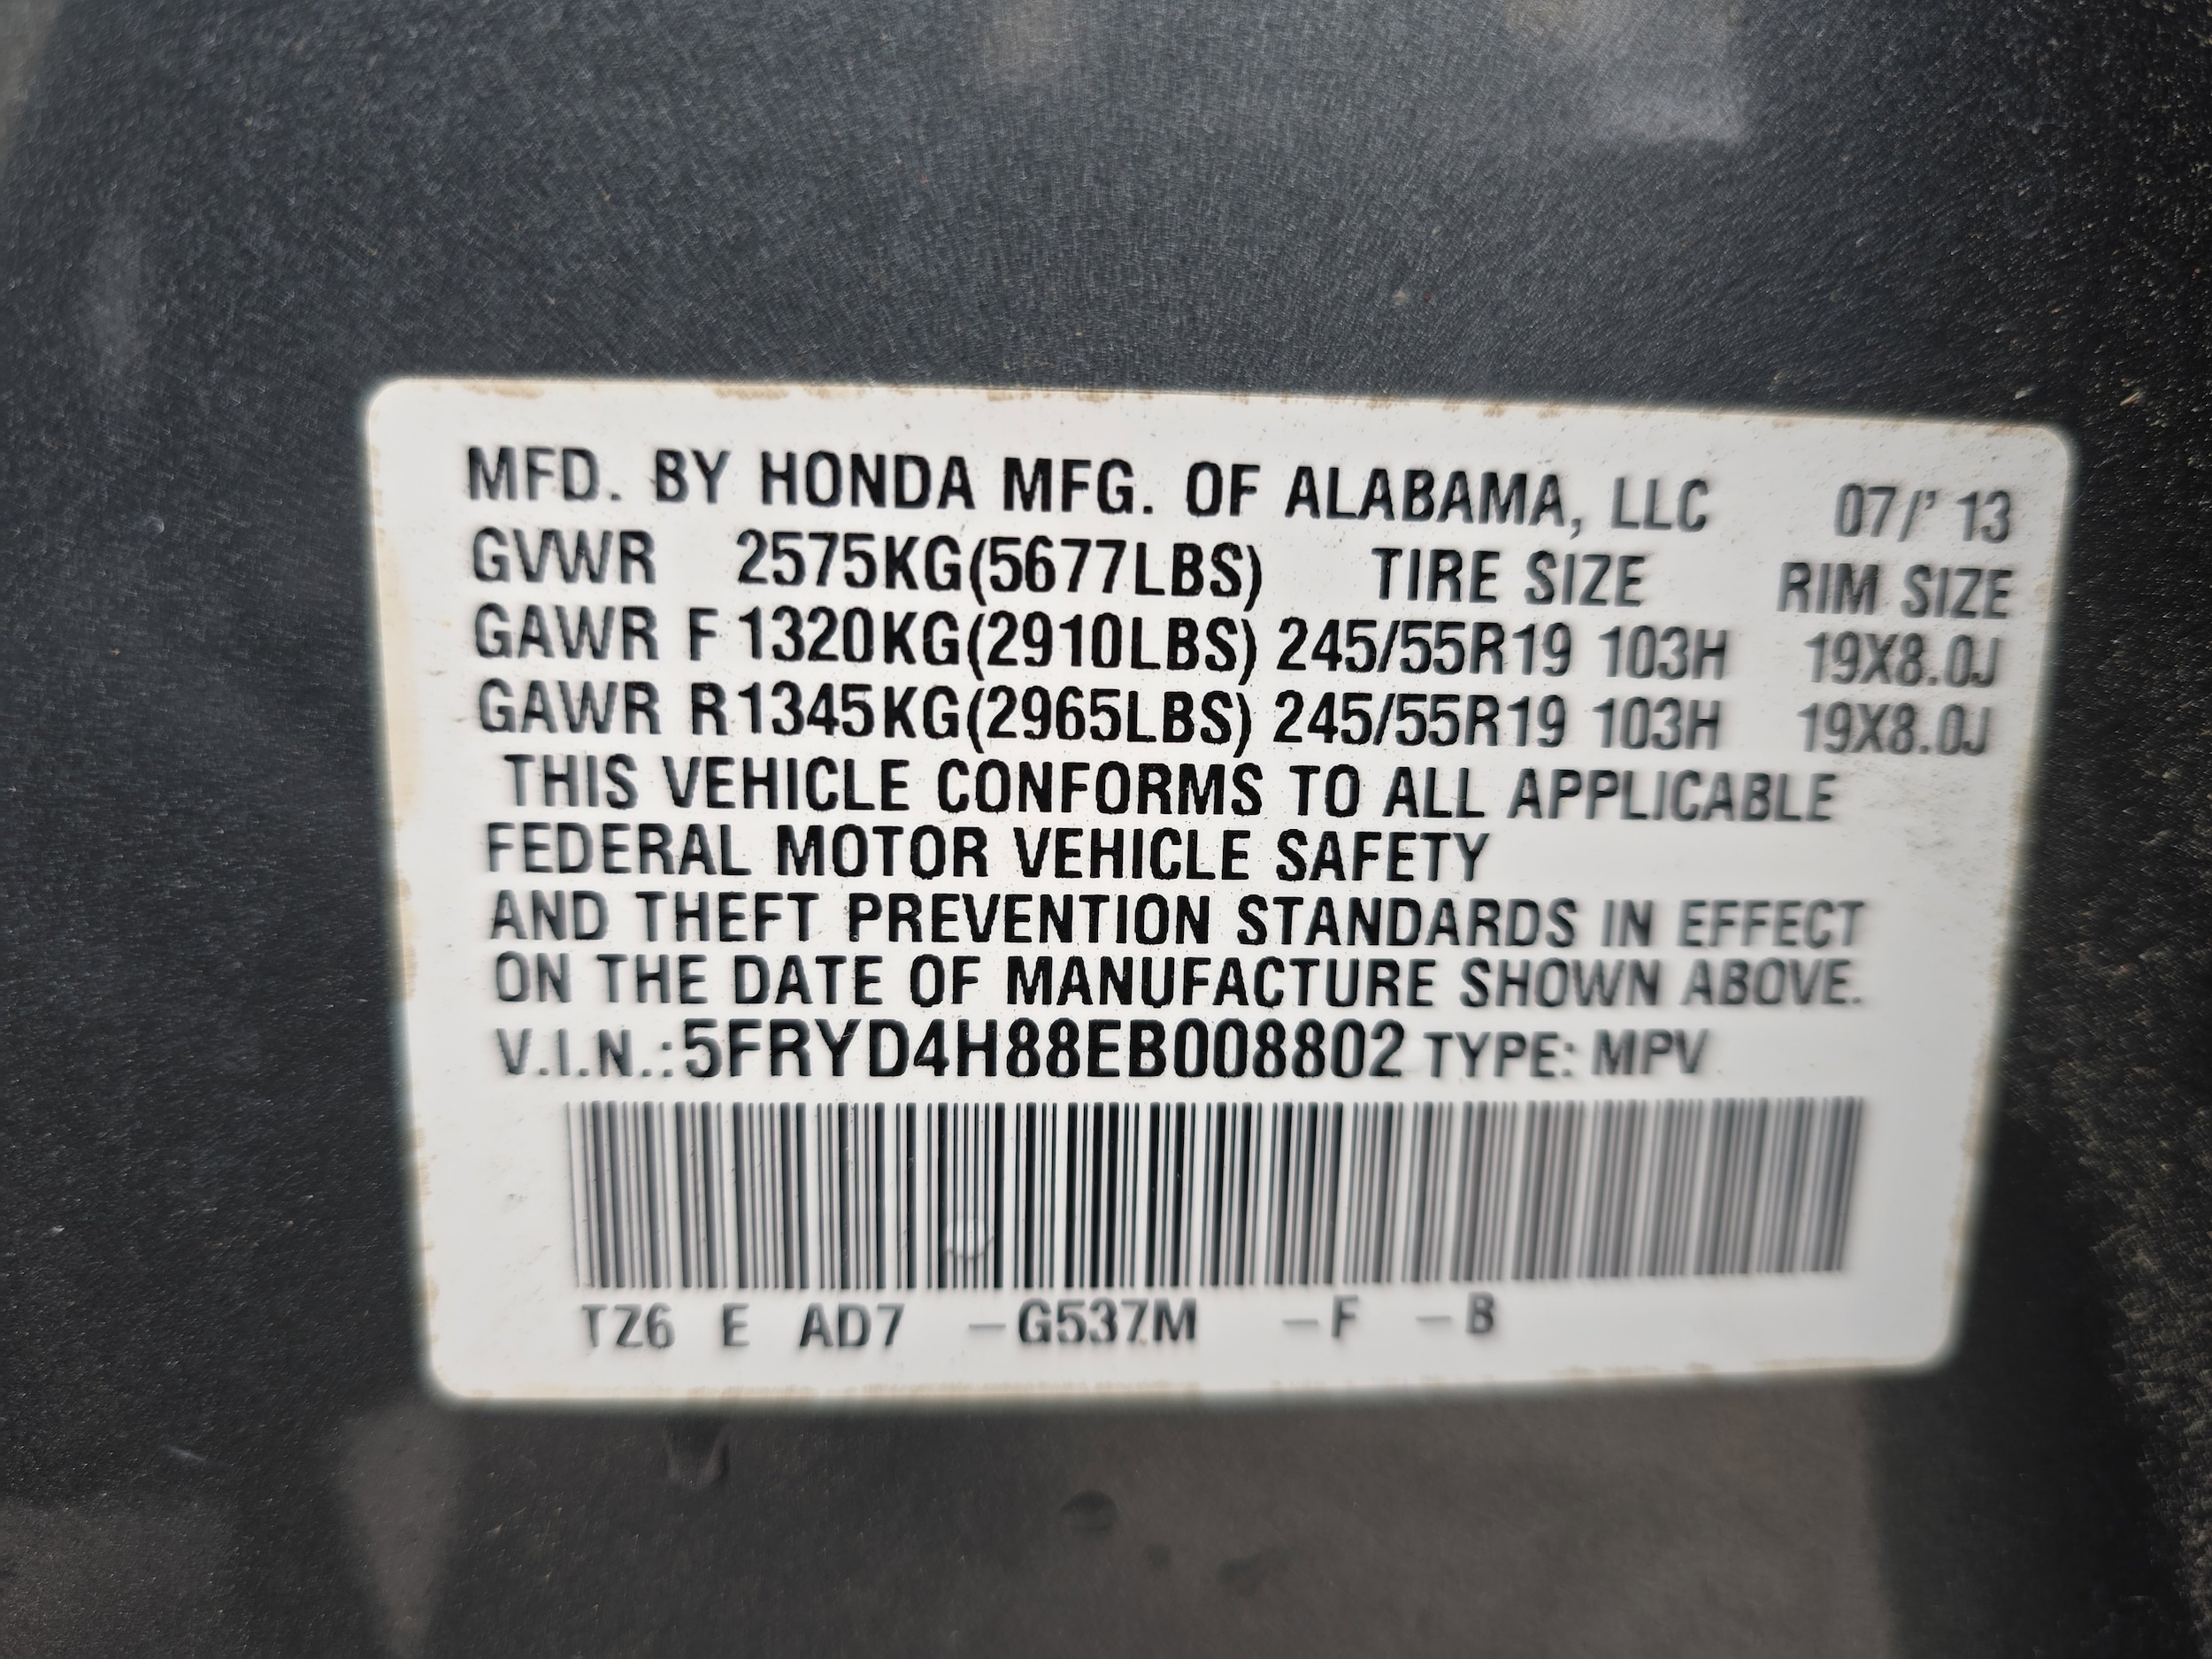 MFD. BY HONDA MFG. OF ALABAMA, LLC 07/' 13
GVWR 2575KG(5677LBS) TIRE SIZE RIM SIZE
GAWR F 1320KG(2910LBS) 245/55R19 103H 19X8.0J
GAWR R 1345KG(2965LBS) 245/55R19 103H 19X8.0J
THIS VEHICLE CONFORMS TO ALL APPLICABLE
FEDERAL MOTOR VEHICLE SAFETY
AND THEFT PREVENTION STANDARDS IN EFFECT
ON THE DATE OF MANUFACTURE SHOWN ABOVE.
V.I.N.:5FRYD4H88EB008802 TYPE: MPV
TZ6 E AD7 –G537M –F –B